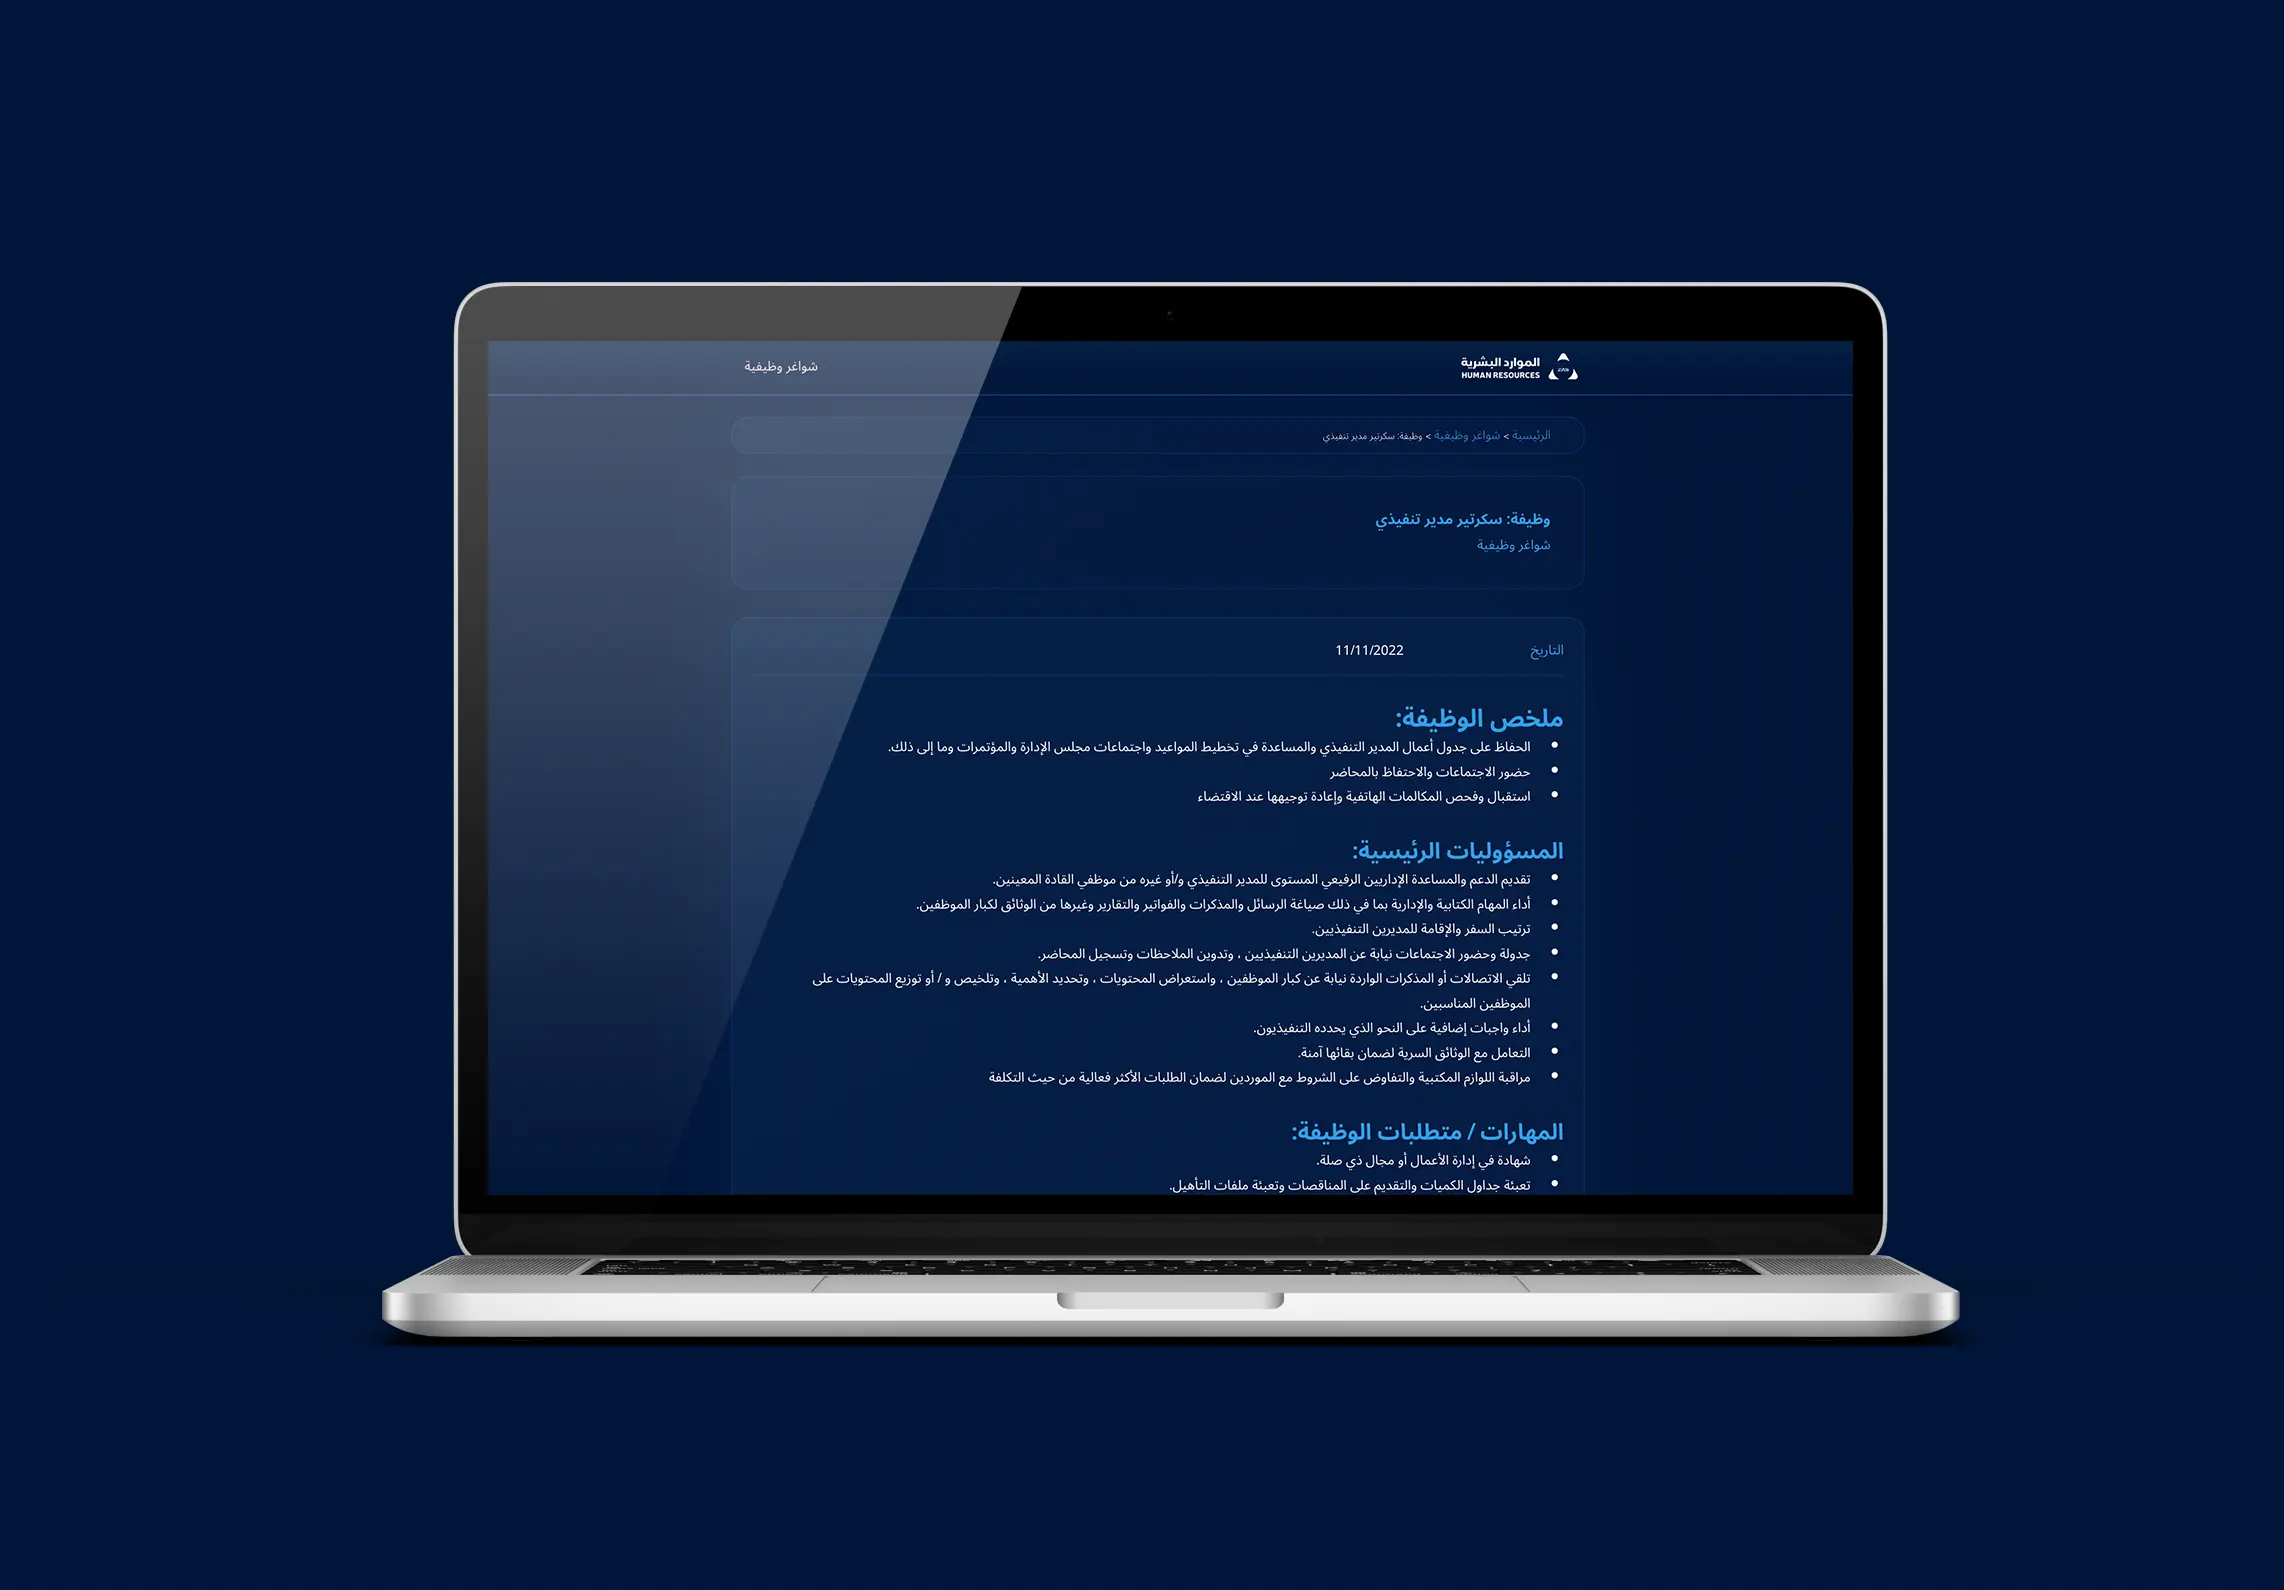 الموارد البشرية
HUMAN RESOURCES
ZAS
شواغر وظيفية
الرئيسية > شواغر وظيفية > وظيفة: سكرتير مدير تنفيذي
وظيفة: سكرتير مدير تنفيذي
شواغر وظيفية
التاريخ 11/11/2022
ملخص الوظيفة:
• الحفاظ على جدول أعمال المدير التنفيذي والمساعدة في تخطيط المواعيد واجتماعات مجلس الإدارة والمؤتمرات وما إلى ذلك.
• حضور الاجتماعات والاحتفاظ بالمحاضر
• استقبال وفحص المكالمات الهاتفية وإعادة توجيهها عند الاقتضاء
المسؤوليات الرئيسية:
• تقديم الدعم والمساعدة الإداريين الرفيعي المستوى للمدير التنفيذي و/أو غيره من موظفي القادة المعينين.
• أداء المهام الكتابية والإدارية بما في ذلك صياغة الرسائل والمذكرات والفواتير والتقارير وغيرها من الوثائق لكبار الموظفين.
• ترتيب السفر والإقامة للمديرين التنفيذيين.
• جدولة وحضور الاجتماعات نيابة عن المديرين التنفيذيين ، وتدوين الملاحظات وتسجيل المحاضر.
• تلقي الاتصالات أو المذكرات الواردة نيابة عن كبار الموظفين ، واستعراض المحتويات ، وتحديد الأهمية ، وتلخيص و / أو توزيع المحتويات على
الموظفين المناسبين.
• أداء واجبات إضافية على النحو الذي يحدده التنفيذيون.
• التعامل مع الوثائق السرية لضمان بقائها آمنة.
• مراقبة اللوازم المكتبية والتفاوض على الشروط مع الموردين لضمان الطلبات الأكثر فعالية من حيث التكلفة
المهارات / متطلبات الوظيفة:
• شهادة في إدارة الأعمال أو مجال ذي صلة.
• تعبئة جداول الكميات والتقديم على المناقصات وتعبئة ملفات التأهيل.